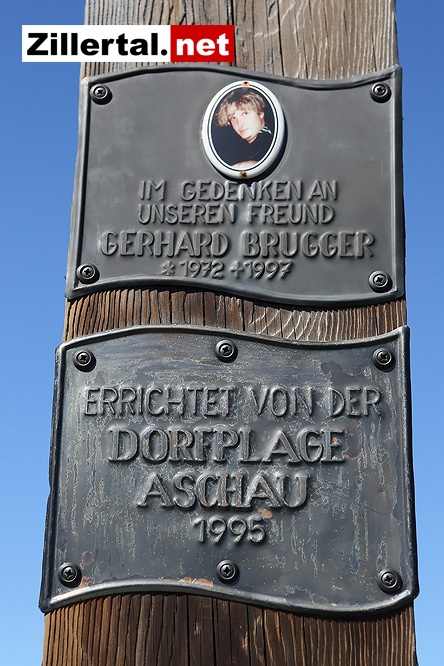 Zillertal.net
IM GEDENKEN AN
UNSEREN FREUND
GERHARD BRUGGER
* 1972 + 1997
ERRICHTET VON DER
DORFPLAGE
ASCHAU
1995